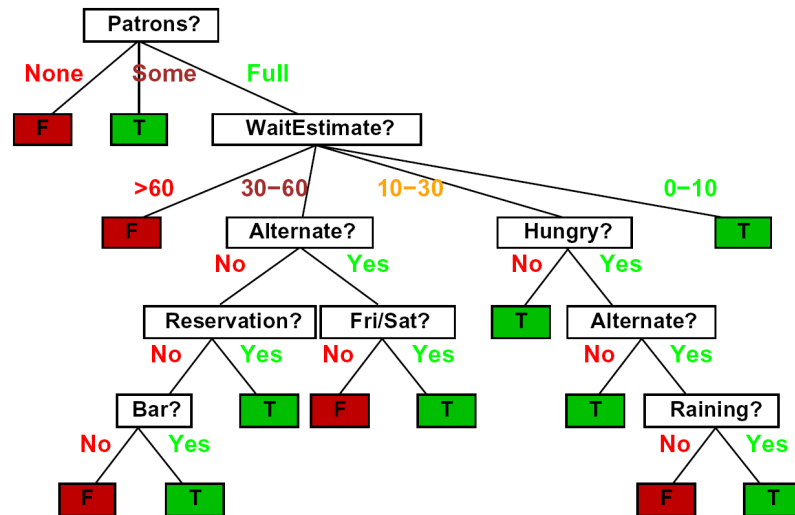 Patrons?
None Some Full
F T WaitEstimate?
>60 30−60 10−30 0−10
F Alternate? Hungry? T
No Yes No Yes
Reservation? Fri/Sat? T Alternate?
No Yes No Yes No Yes
Bar? T F T T Raining?
No Yes No Yes
F T F T